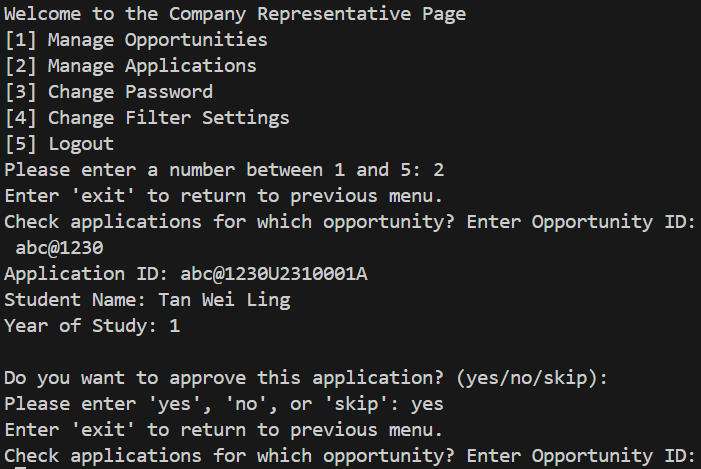 Welcome to the Company Representative Page
[1] Manage Opportunities
[2] Manage Applications
[3] Change Password
[4] Change Filter Settings
[5] Logout
Please enter a number between 1 and 5: 2
Enter 'exit' to return to previous menu.
Check applications for which opportunity? Enter Opportunity ID:
 abc@1230
Application ID: abc@1230U2310001A
Student Name: Tan Wei Ling
Year of Study: 1

Do you want to approve this application? (yes/no/skip):
Please enter 'yes', 'no', or 'skip': yes
Enter 'exit' to return to previous menu.
Check applications for which opportunity? Enter Opportunity ID: